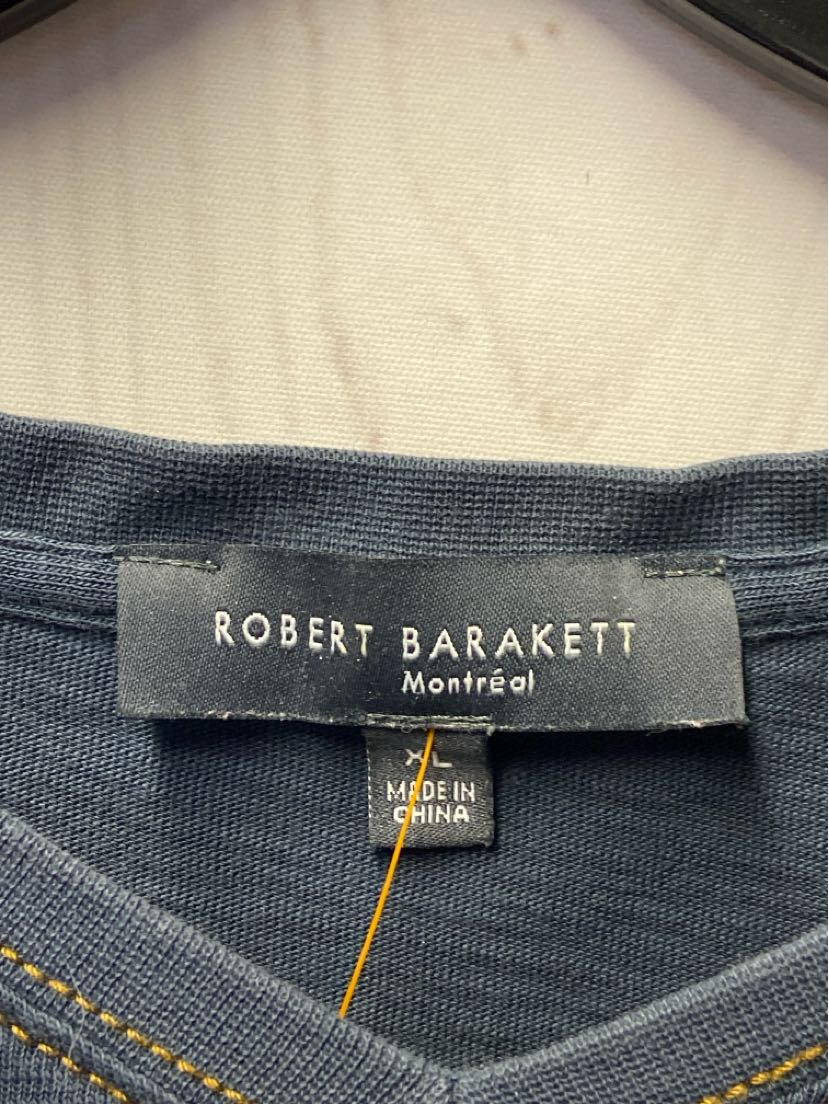 ROBERT BARAKETT
Montréal
XL
MADE IN
CHINA